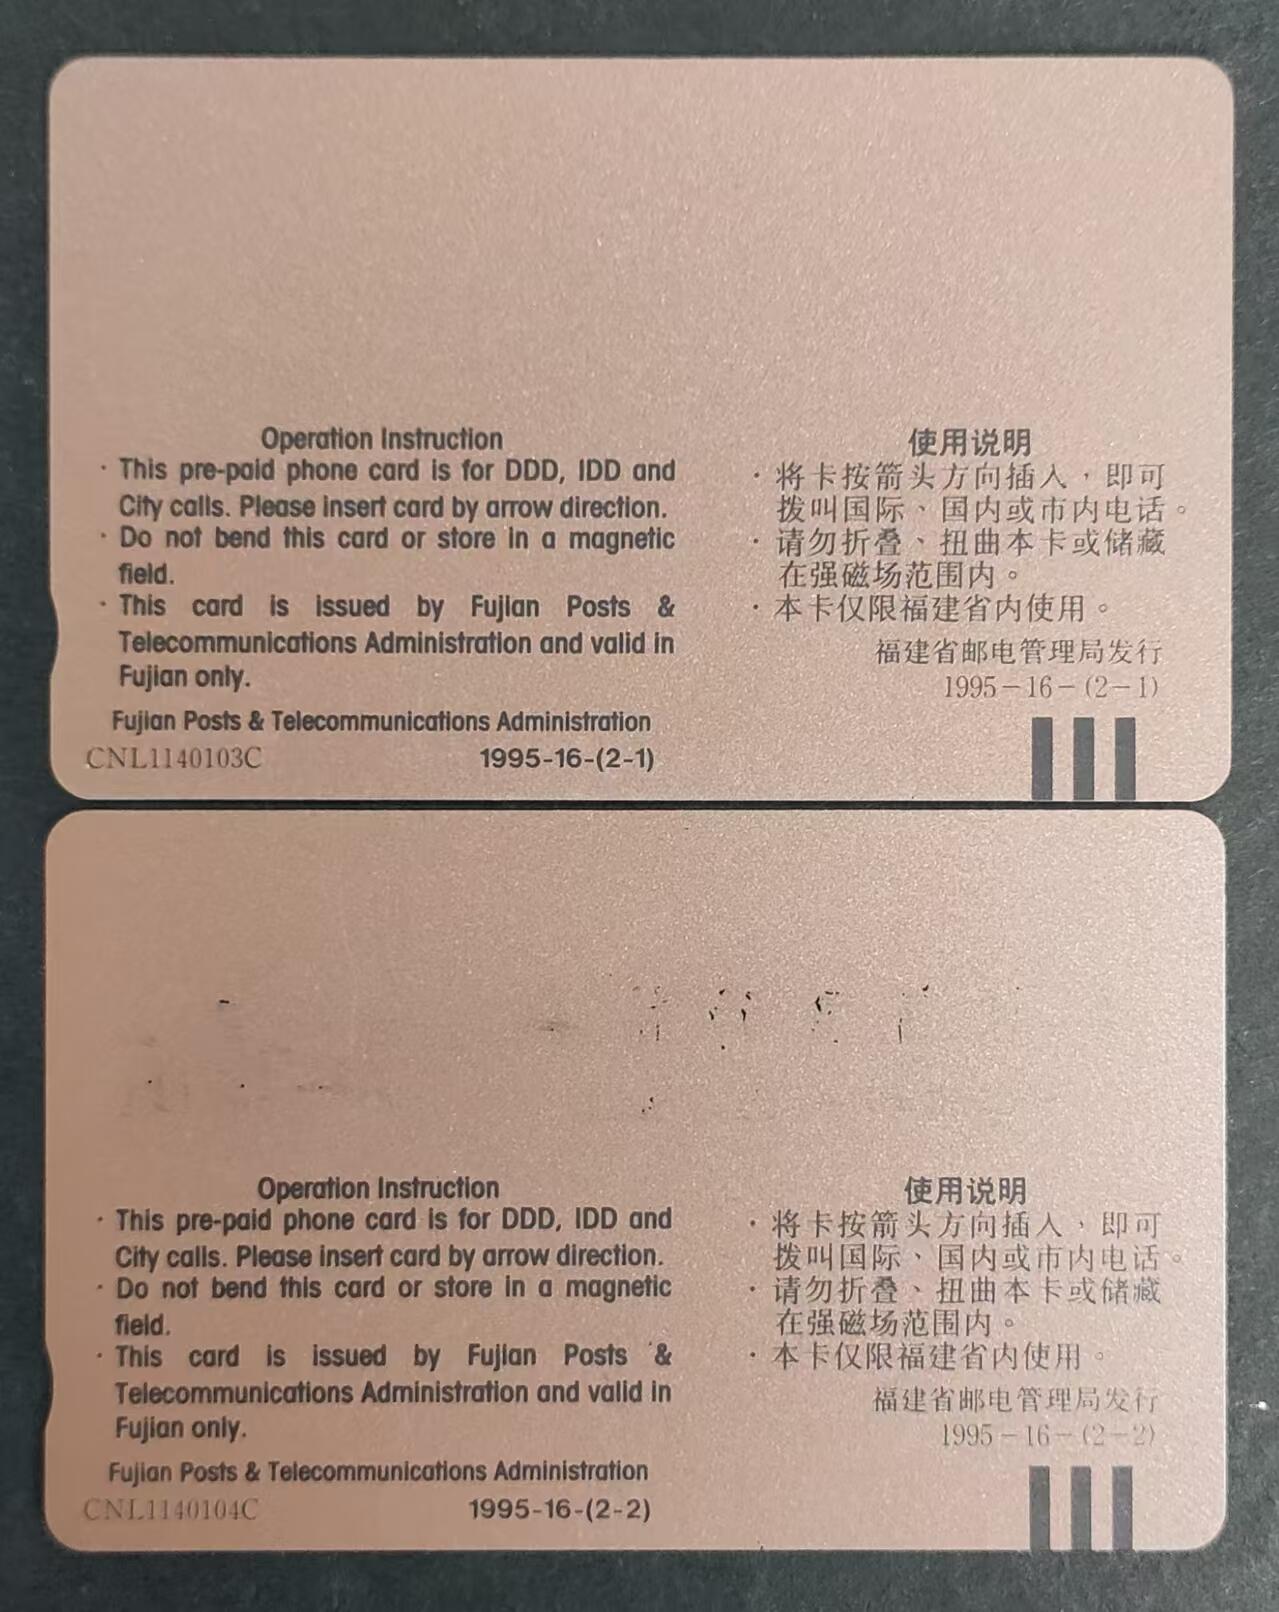 Operation Instruction
· This pre-paid phone card is for DDD, IDD and
City calls. Please insert card by arrow direction.
· Do not bend this card or store in a magnetic
field.
· This card is issued by Fujian Posts &
Telecommunications Administration and valid in
Fujian only.
Fujian Posts & Telecommunications Administration
CNL1140103C 1995-16-(2-1)
使用说明
· 将卡按箭头方向插入，即可
拨叫国际、国内或市内电话。
· 请勿折叠、扭曲本卡或储藏
在强磁场范围内。
· 本卡仅限福建省内使用。
福建省邮电管理局发行
1995-16-(2-1)
Operation Instruction
· This pre-paid phone card is for DDD, IDD and
City calls. Please insert card by arrow direction.
· Do not bend this card or store in a magnetic
field.
· This card is issued by Fujian Posts &
Telecommunications Administration and valid in
Fujian only.
Fujian Posts & Telecommunications Administration
CNL1140104C 1995-16-(2-2)
使用说明
· 将卡按箭头方向插入，即可
拨叫国际、国内或市内电话。
· 请勿折叠、扭曲本卡或储藏
在强磁场范围内。
· 本卡仅限福建省内使用。
福建省邮电管理局发行
1995-16-(2-2)